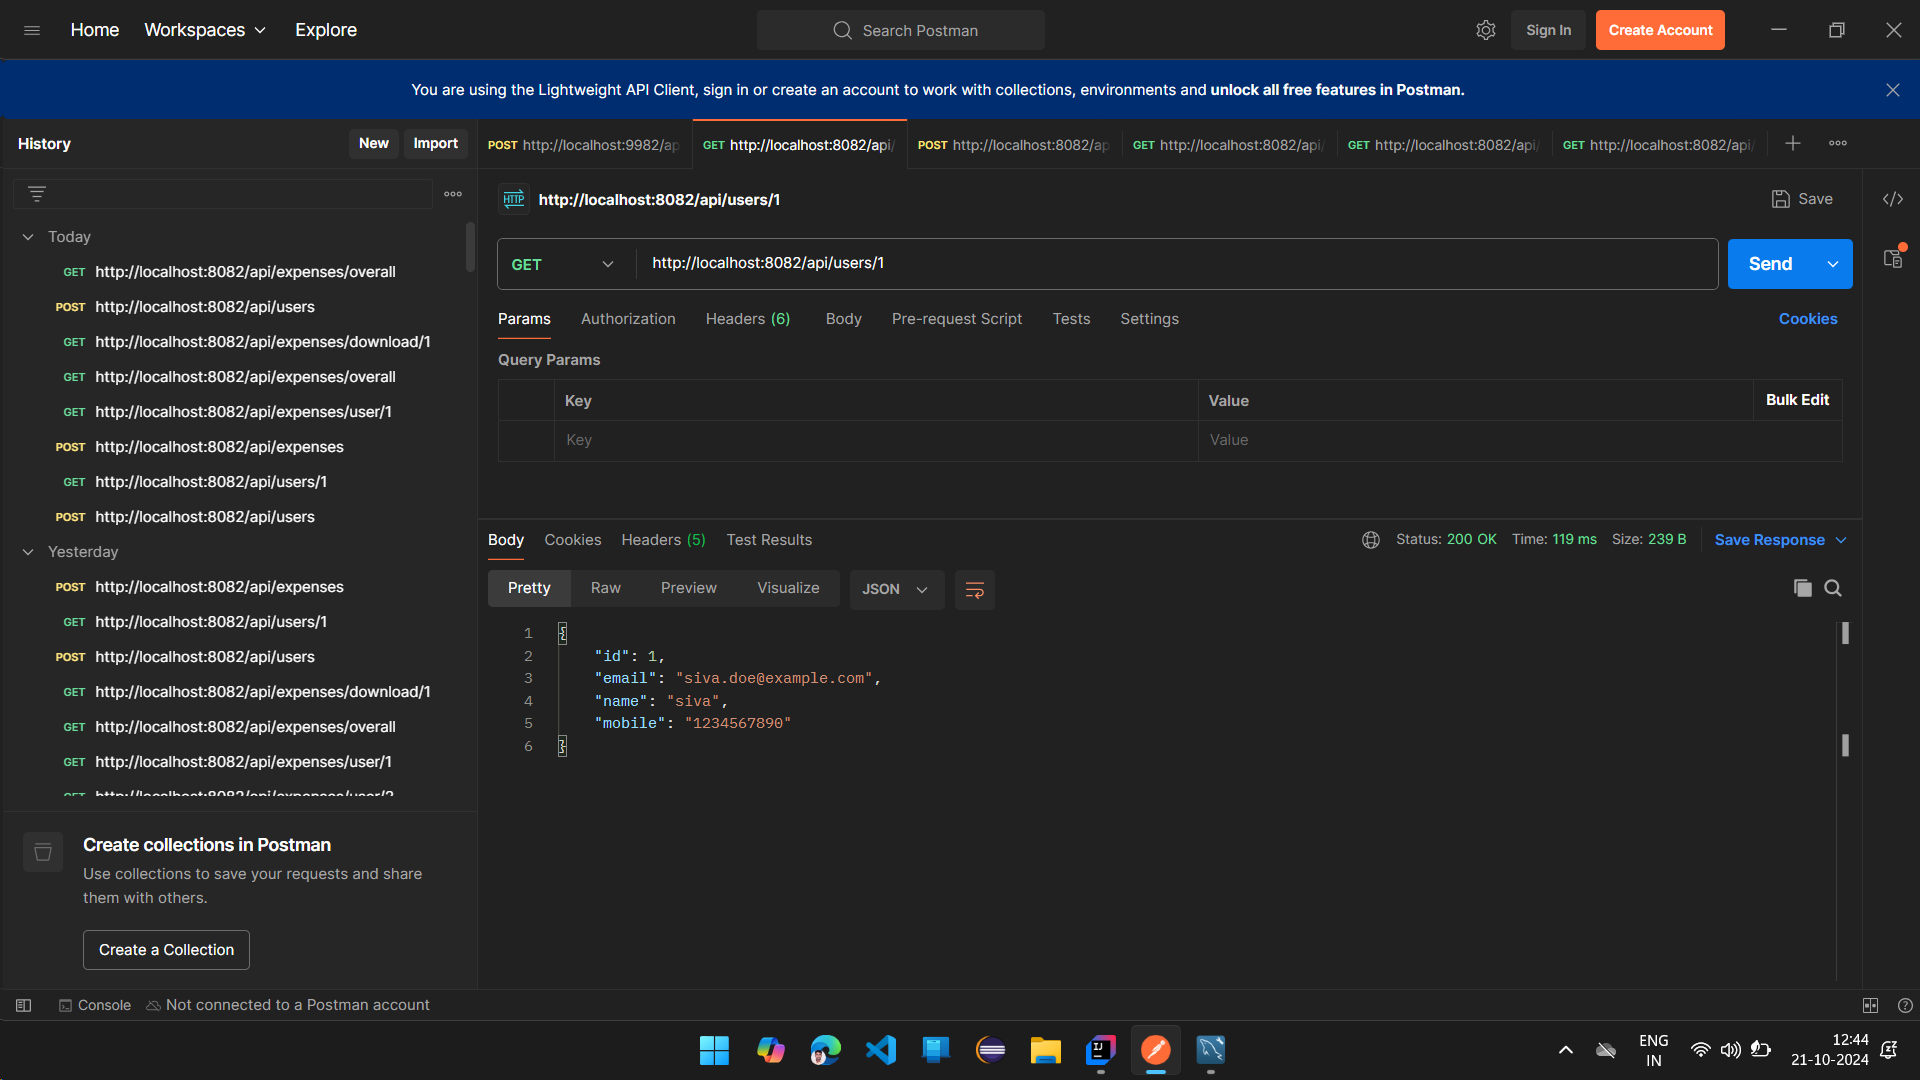 Home Workspaces Explore Search Postman Sign In Create Account
You are using the Lightweight API Client, sign in or create an account to work with collections, environments and unlock all free features in Postman.
History New Import
POST http://localhost:9982/ap GET http://localhost:8082/api/ POST http://localhost:8082/ap GET http://localhost:8082/api/ GET http://localhost:8082/api/ GET http://localhost:8082/api/
Today
GET http://localhost:8082/api/expenses/overall
POST http://localhost:8082/api/users
GET http://localhost:8082/api/expenses/download/1
GET http://localhost:8082/api/expenses/overall
GET http://localhost:8082/api/expenses/user/1
POST http://localhost:8082/api/expenses
GET http://localhost:8082/api/users/1
POST http://localhost:8082/api/users
Yesterday
POST http://localhost:8082/api/expenses
GET http://localhost:8082/api/users/1
POST http://localhost:8082/api/users
GET http://localhost:8082/api/expenses/download/1
GET http://localhost:8082/api/expenses/overall
GET http://localhost:8082/api/expenses/user/1
Create collections in Postman
Use collections to save your requests and share
them with others.
Create a Collection
HTTP http://localhost:8082/api/users/1 Save
GET http://localhost:8082/api/users/1 Send
Params Authorization Headers (6) Body Pre-request Script Tests Settings Cookies
Query Params
Key Value Bulk Edit
Key Value
Body Cookies Headers (5) Test Results Status: 200 OK Time: 119 ms Size: 239 B Save Response
Pretty Raw Preview Visualize JSON
1 {
2 "id": 1,
3 "email": "siva.doe@example.com",
4 "name": "siva",
5 "mobile": "1234567890"
6 }
Console Not connected to a Postman account
ENG
IN
12:44
21-10-2024